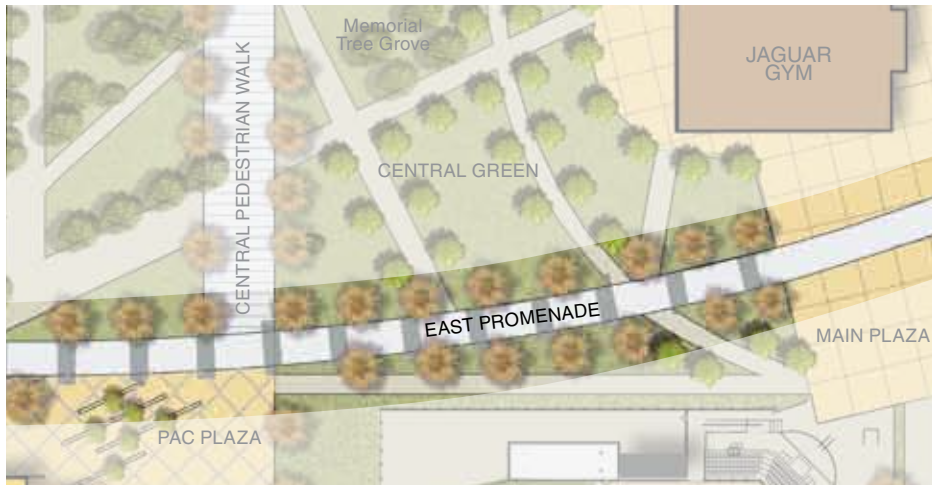 Memorial
Tree Grove
JAGUAR
GYM
CENTRAL PEDESTRIAN WALK
CENTRAL GREEN
EAST PROMENADE
MAIN PLAZA
PAC PLAZA